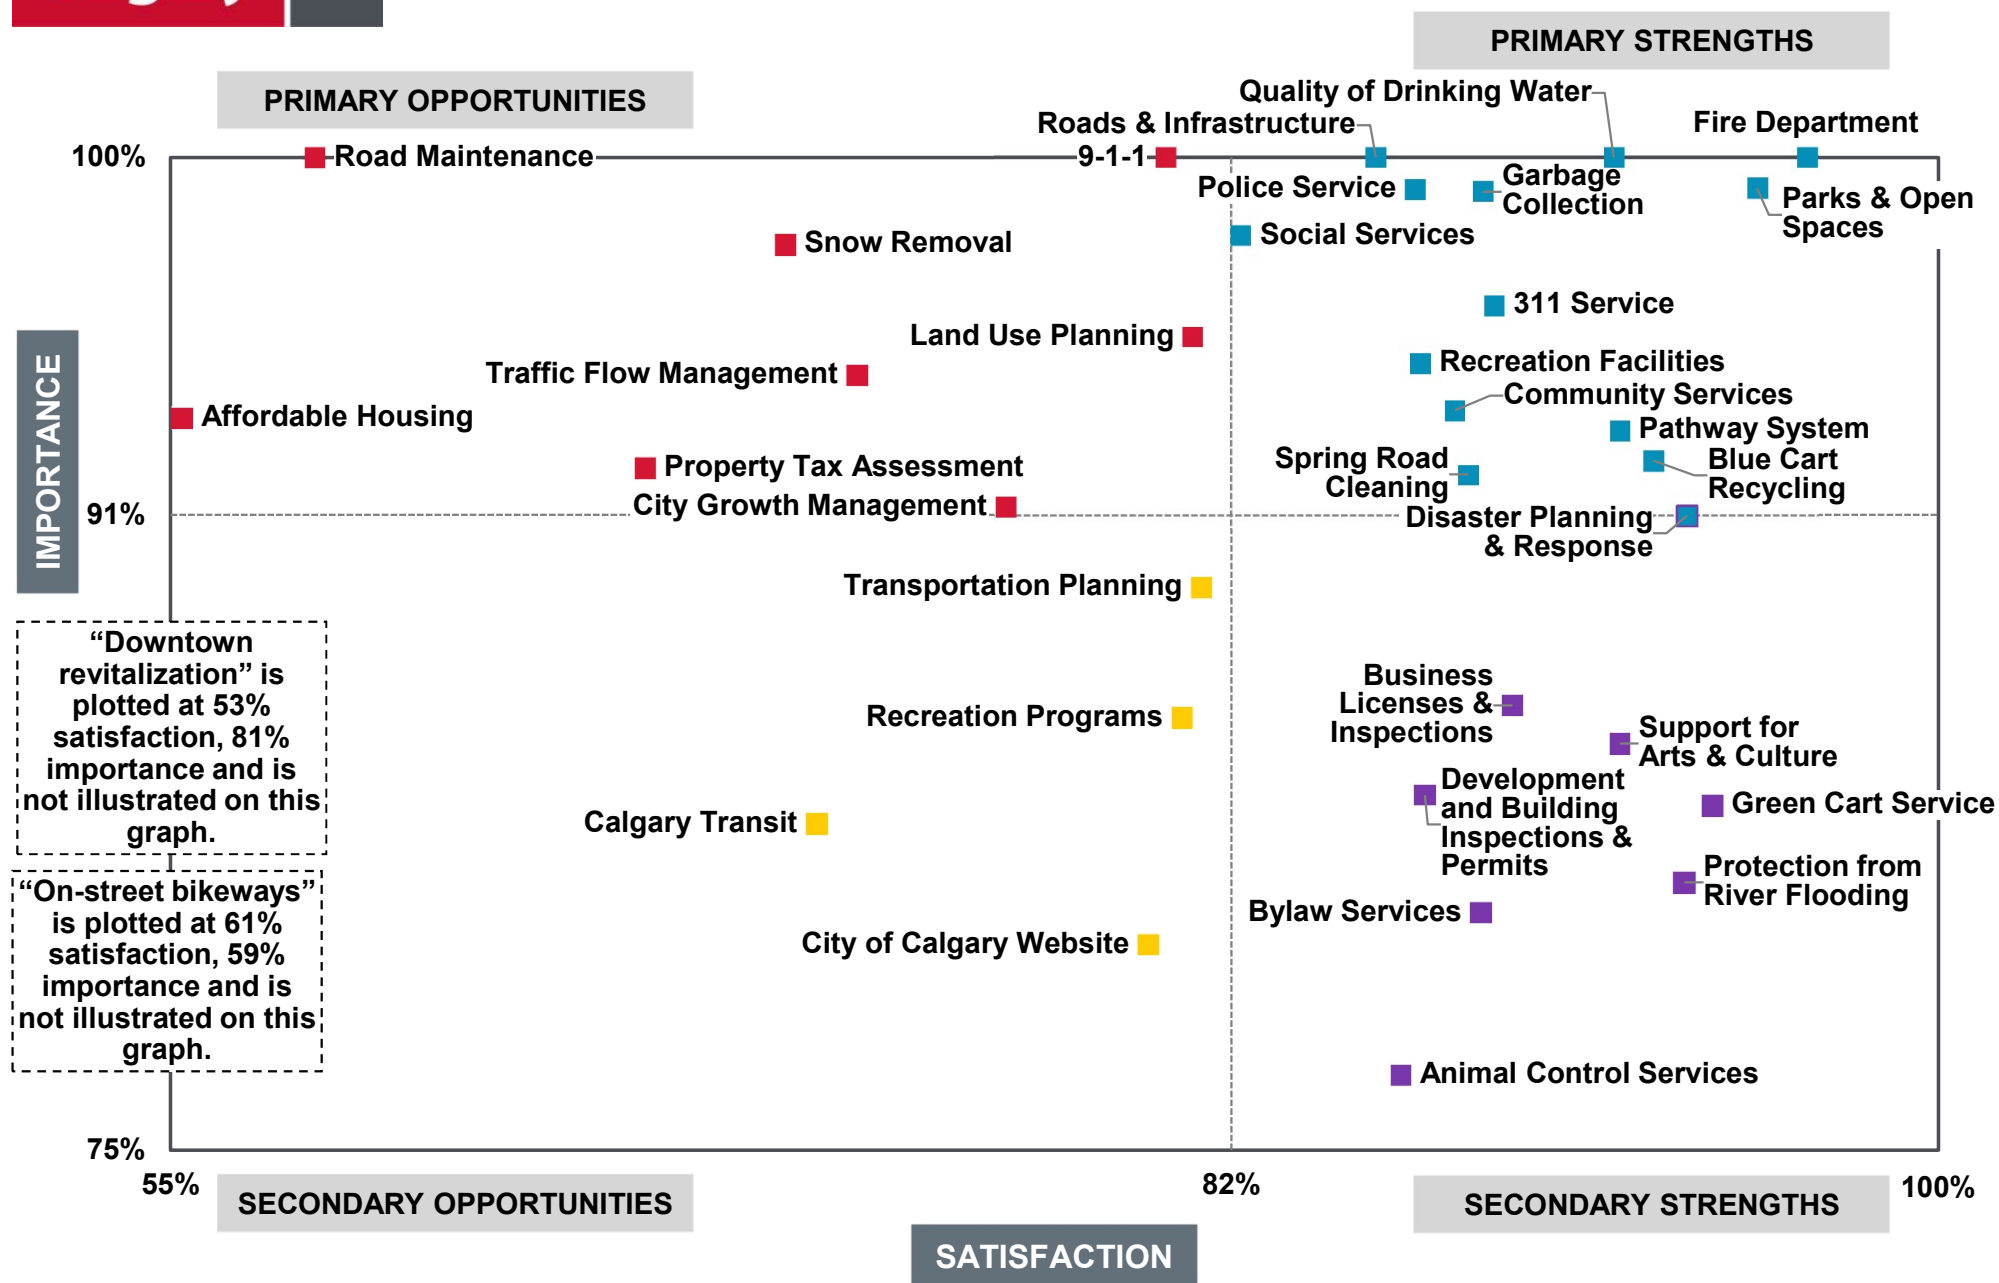 PRIMARY STRENGTHS
PRIMARY OPPORTUNITIES
Quality of Drinking Water
Roads & Infrastructure
Fire Department
100%
Road Maintenance
9-1-1
Police Service
Garbage
Collection
Parks & Open
Spaces
Snow Removal
Social Services
311 Service
Land Use Planning
Traffic Flow Management
Recreation Facilities
Community Services
Affordable Housing
Pathway System
Property Tax Assessment
Spring Road
Cleaning
Blue Cart
Recycling
City Growth Management
91%
Disaster Planning
& Response
IMPORTANCE
Transportation Planning
"Downtown
revitalization" is
plotted at 53%
satisfaction, 81%
importance and is
not illustrated on this
graph.
Recreation Programs
Business
Licenses &
Inspections
Support for
Arts & Culture
Development
and Building
Inspections &
Permits
Green Cart Service
Calgary Transit
Protection from
River Flooding
"On-street bikeways"
is plotted at 61%
satisfaction, 59%
importance and is
not illustrated on this
graph.
Bylaw Services
City of Calgary Website
Animal Control Services
75%
55%
82%
100%
SECONDARY OPPORTUNITIES
SECONDARY STRENGTHS
SATISFACTION